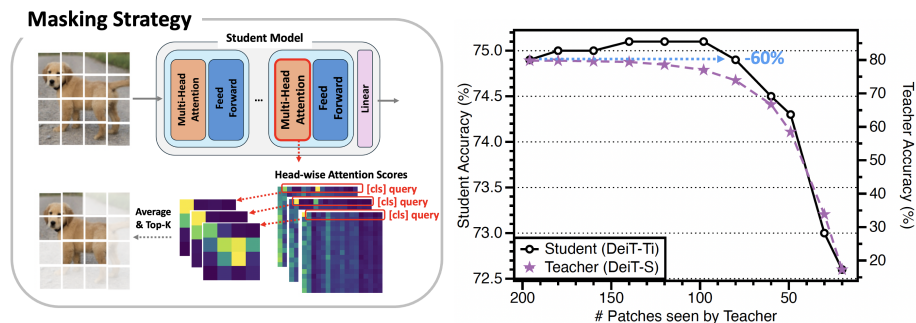 Masking Strategy
Student Model
Multi-Head
Attention
Feed
Forward
...
Multi-Head
Attention
Feed
Forward
Linear
Head-wise Attention Scores
[cls] query
[cls] query
[cls] query
Average
& Top-K
75.0
74.5
74.0
73.5
73.0
72.5
Student Accuracy (%)
-60%
80
70
60
50
40
30
20
Teacher Accuracy (%)
Student (DeiT-Ti)
Teacher (DeiT-S)
200
150
100
50
# Patches seen by Teacher